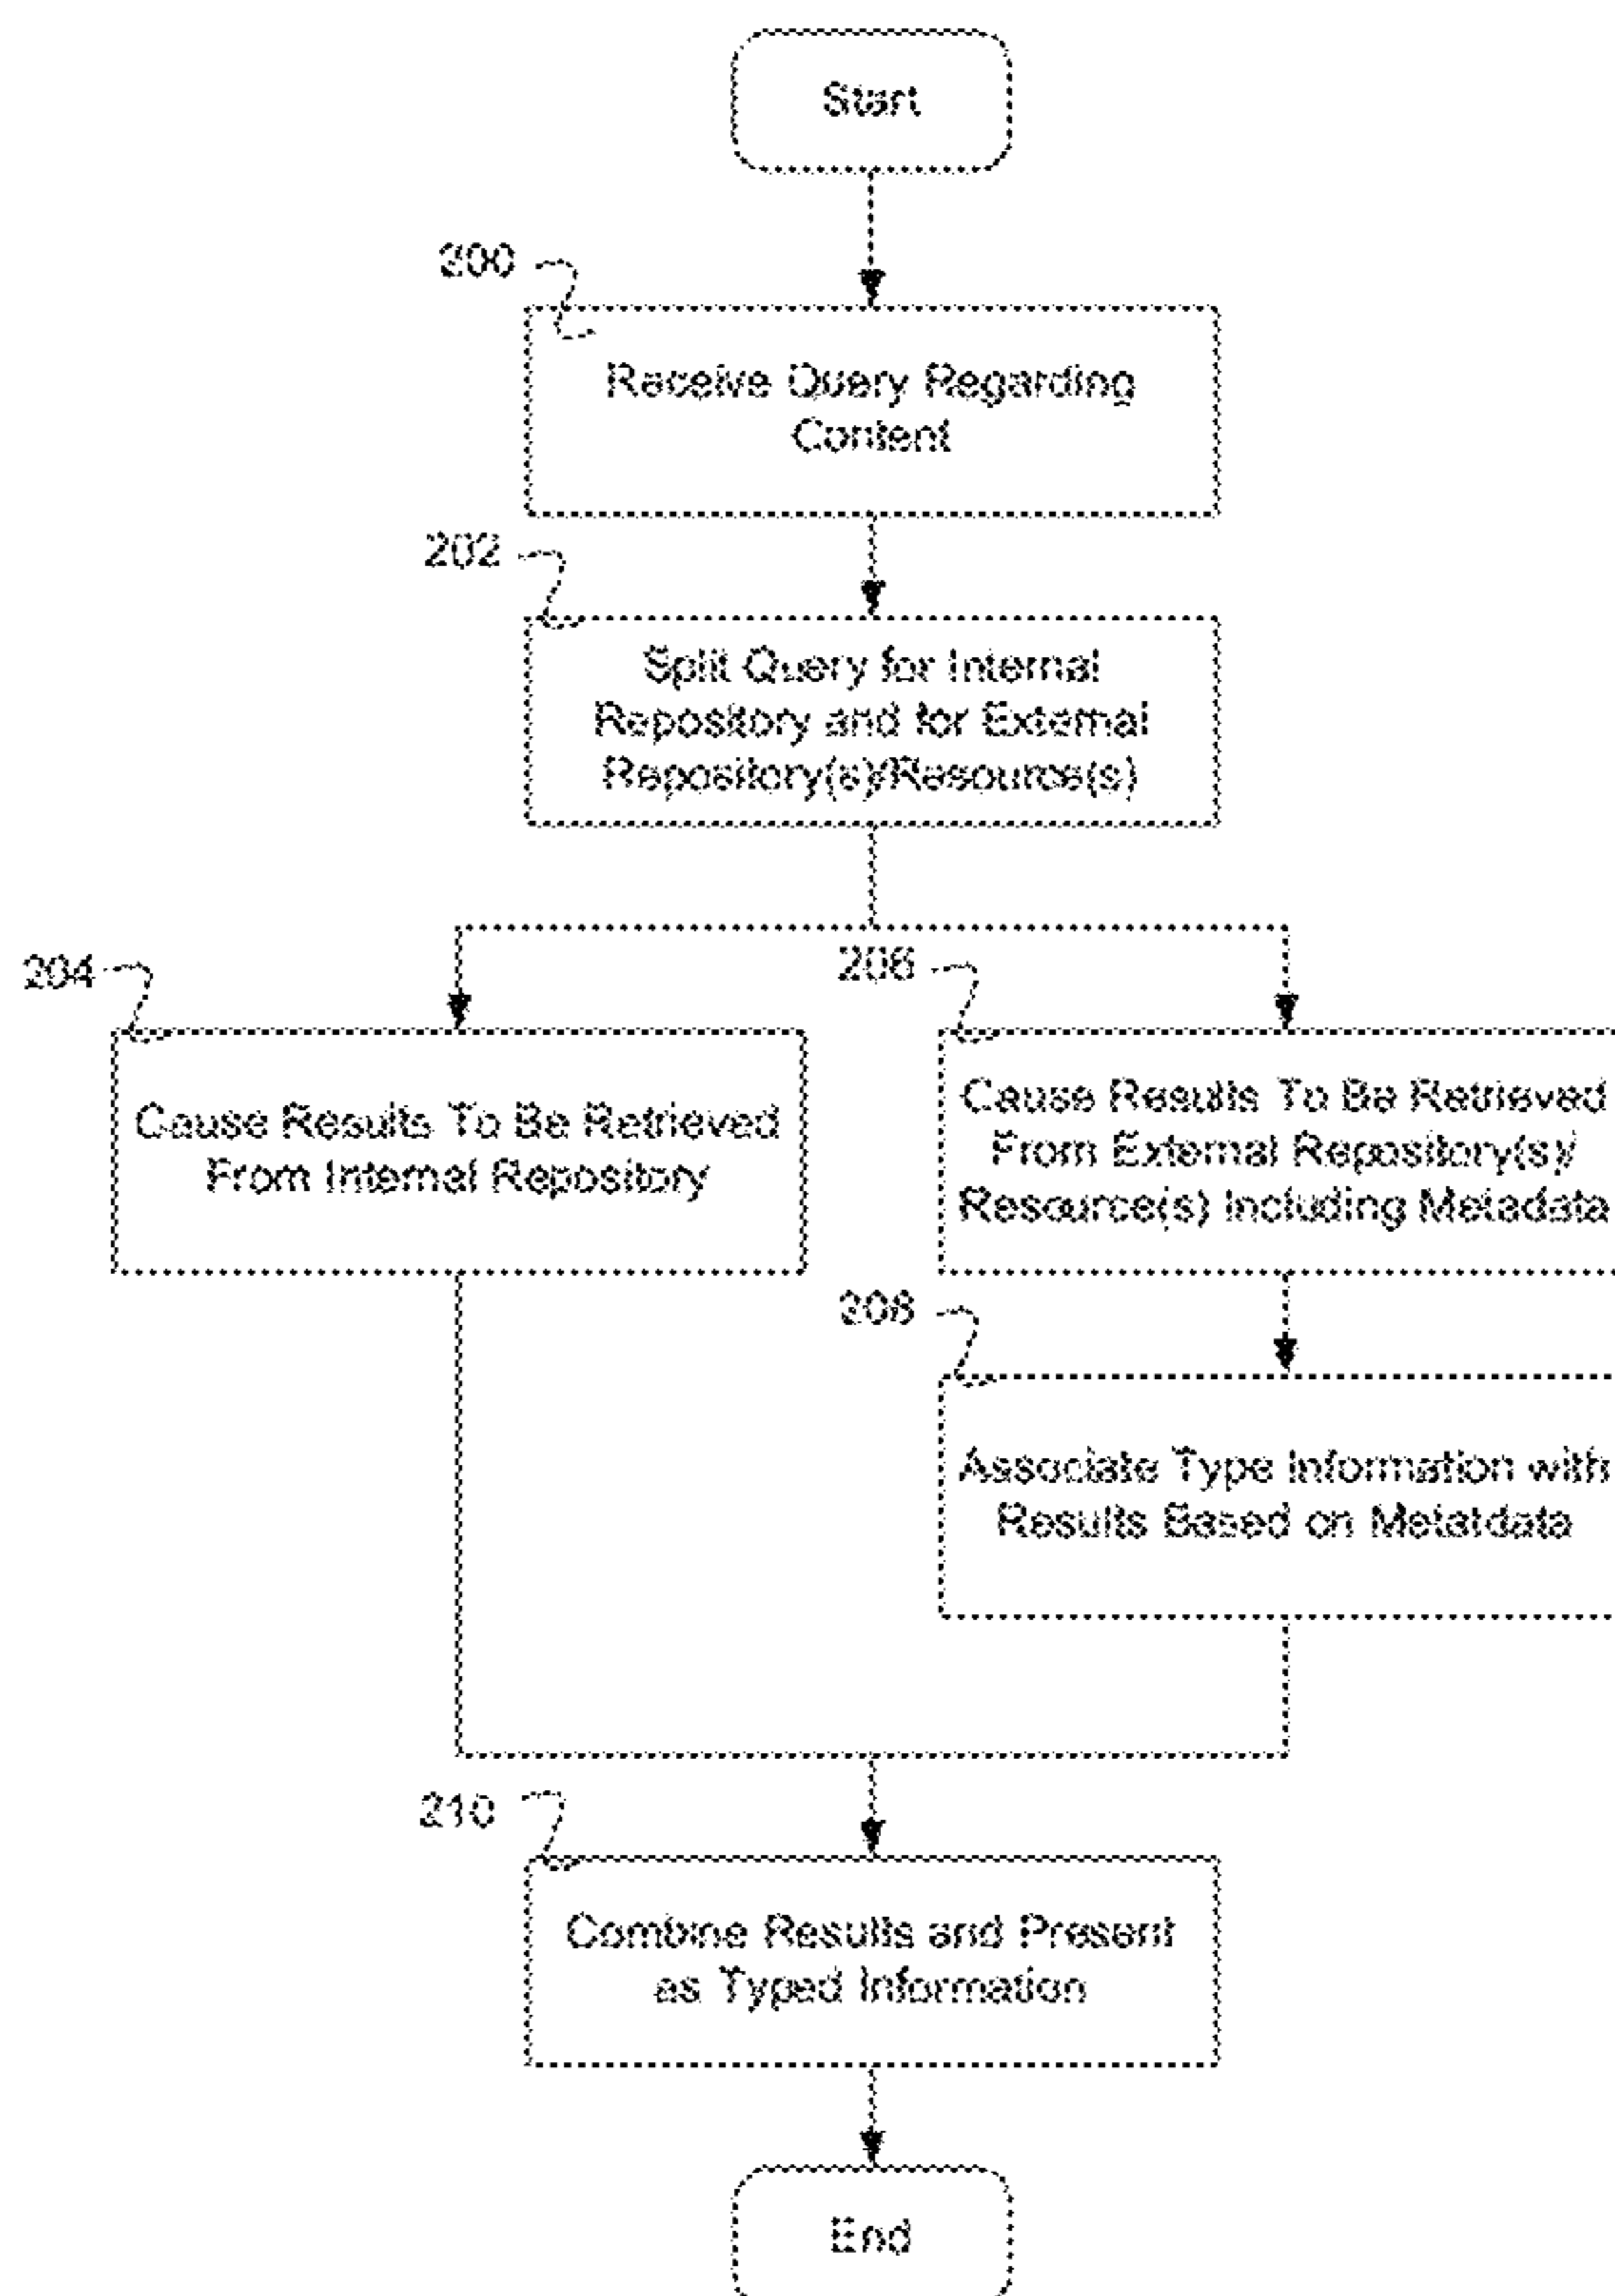 Start
200
Receive Query Regarding
Content
202
Split Query for Internal
Repository and for External
Repository(s)/Resource(s)
204
206
Cause Results To Be Retrieved
From Internal Repository
Cause Results To Be Retrieved
From External Repository(s)/
Resource(s) Including Metadata
208
Associate Type Information with
Results Based on Metatdata
210
Combine Results and Present
as Typed Information
End